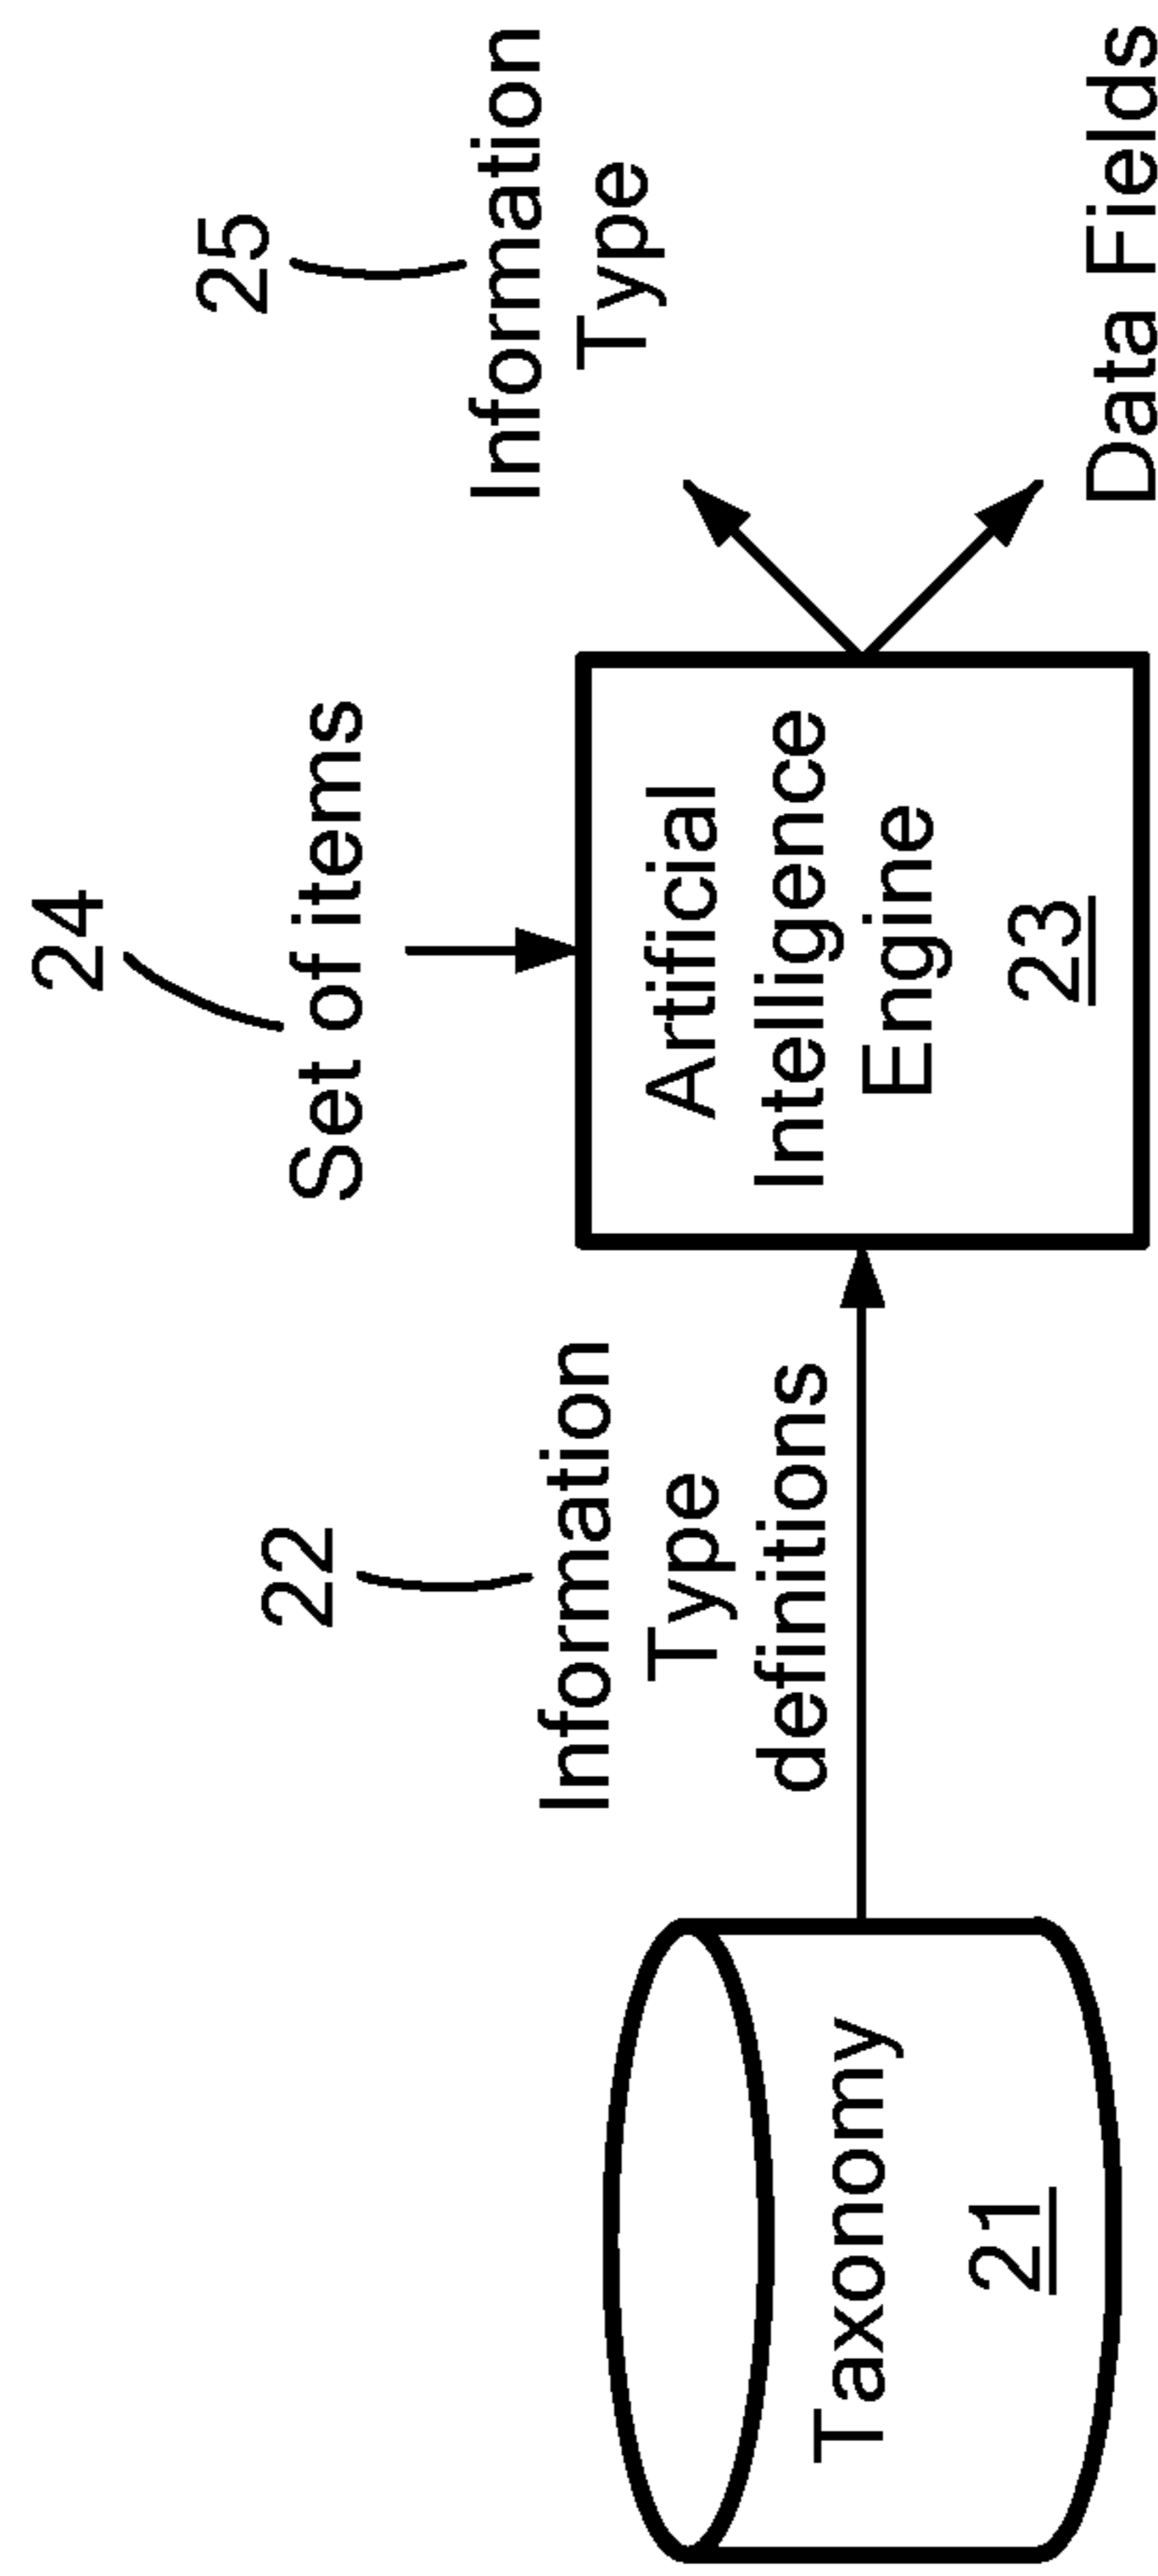 24
Set of items
25
Information
Type
22
Information
Type
definitions
Artificial
Intelligence
Engine
23
Taxonomy
21
Data Fields